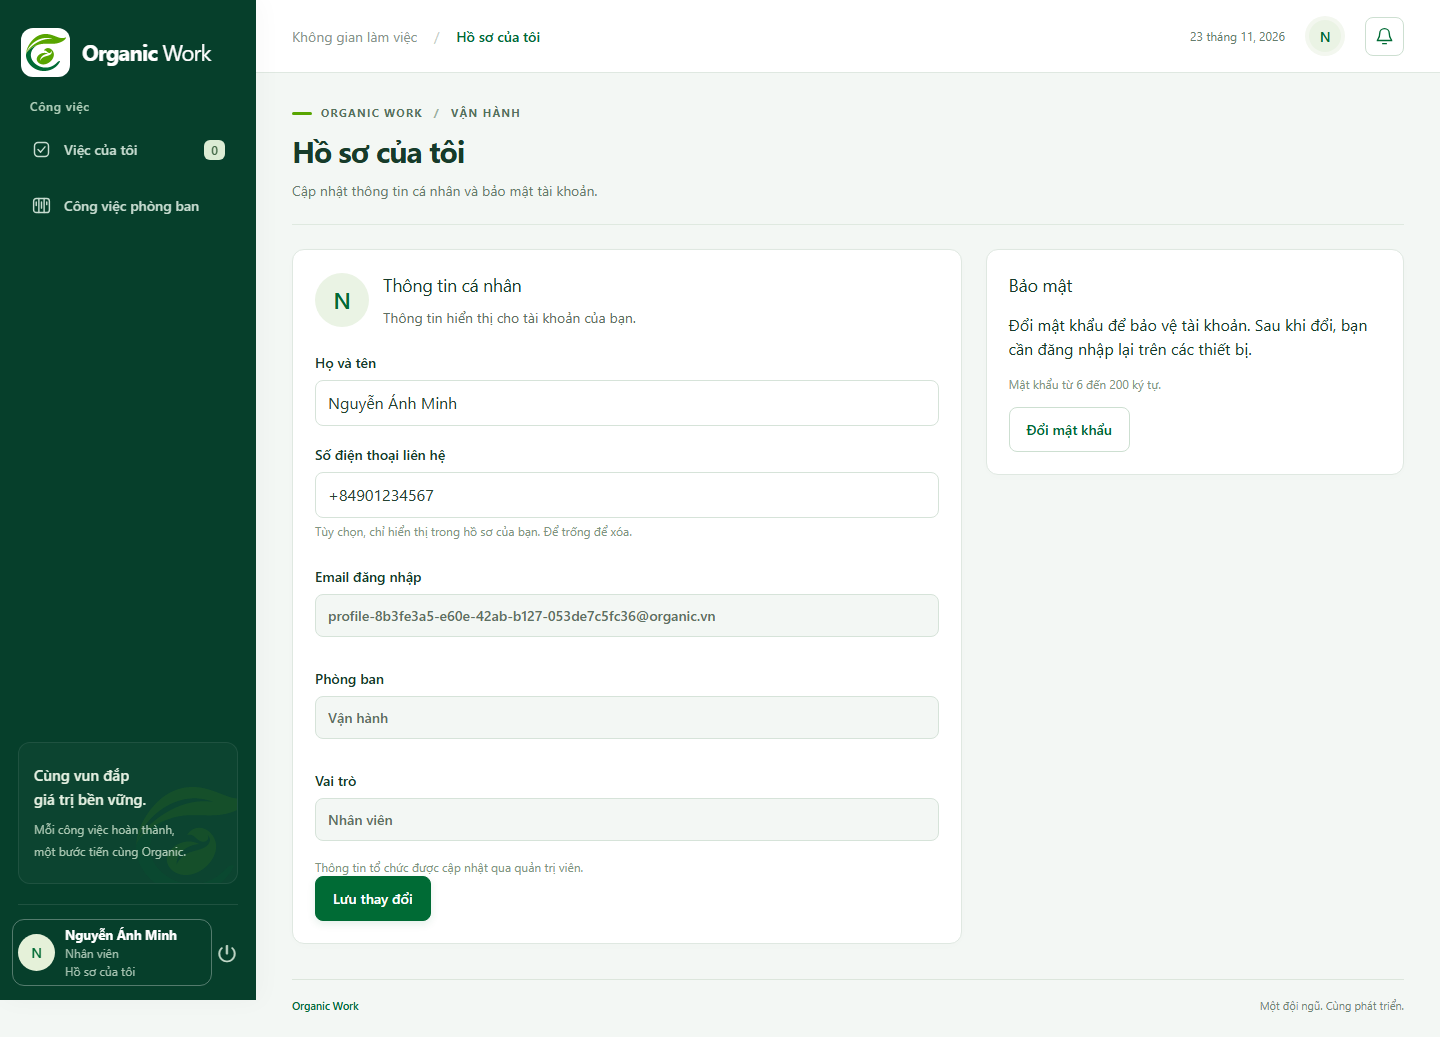 Organic Work
Công việc
Việc của tôi
0
Công việc phòng ban
Cùng vun đắp
giá trị bền vững.
Mỗi công việc hoàn thành,
một bước tiến cùng Organic.
N
Nguyễn Ánh Minh
Nhân viên
Hồ sơ của tôi
Không gian làm việc / Hồ sơ của tôi
23 tháng 11, 2026
N
ORGANIC WORK / VẬN HÀNH
Hồ sơ của tôi
Cập nhật thông tin cá nhân và bảo mật tài khoản.
N
Thông tin cá nhân
Thông tin hiển thị cho tài khoản của bạn.
Họ và tên
Nguyễn Ánh Minh
Số điện thoại liên hệ
+84901234567
Tùy chọn, chỉ hiển thị trong hồ sơ của bạn. Để trống để xóa.
Email đăng nhập
profile-8b3fe3a5-e60e-42ab-b127-053de7c5fc36@organic.vn
Phòng ban
Vận hành
Vai trò
Nhân viên
Thông tin tổ chức được cập nhật qua quản trị viên.
Lưu thay đổi
Bảo mật
Đổi mật khẩu để bảo vệ tài khoản. Sau khi đổi, bạn
cần đăng nhập lại trên các thiết bị.
Mật khẩu từ 6 đến 200 ký tự.
Đổi mật khẩu
Organic Work
Một đội ngũ. Cùng phát triển.